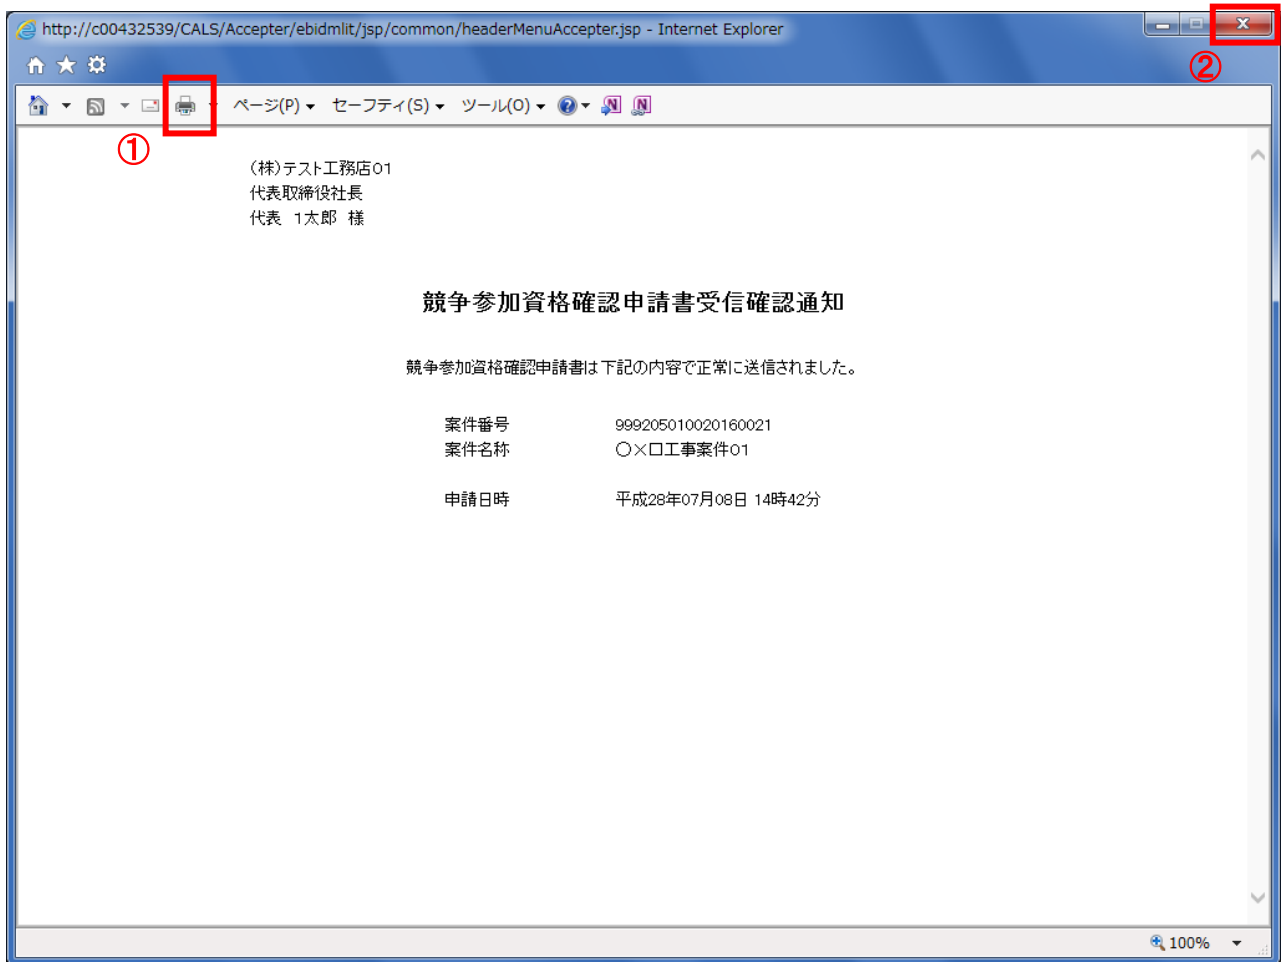 http://c00432539/CALS/Accepter/ebidmlit/jsp/common/headerMenuAccepter.jsp - Internet Explorer
②
ページ(P) セーフティ(S) ツール(O)
①
(株)テスト工務店01
代表取締役社長
代表 1太郎 様
競争参加資格確認申請書受信確認通知
競争参加資格確認申請書は下記の内容で正常に送信されました。
案件番号 999205010020160021
案件名称 〇×口工事案件01
申請日時 平成28年07月08日 14時42分
100%